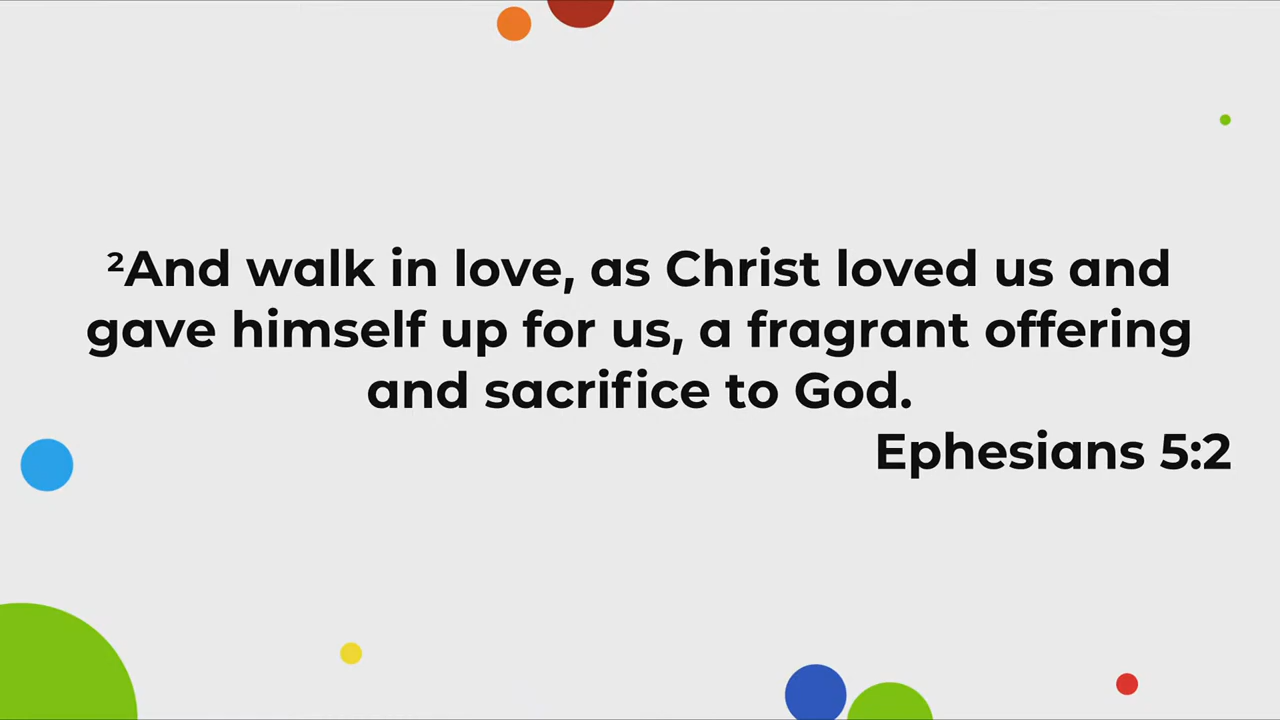 ²And walk in love, as Christ loved us and
gave himself up for us, a fragrant offering
and sacrifice to God.
Ephesians 5:2